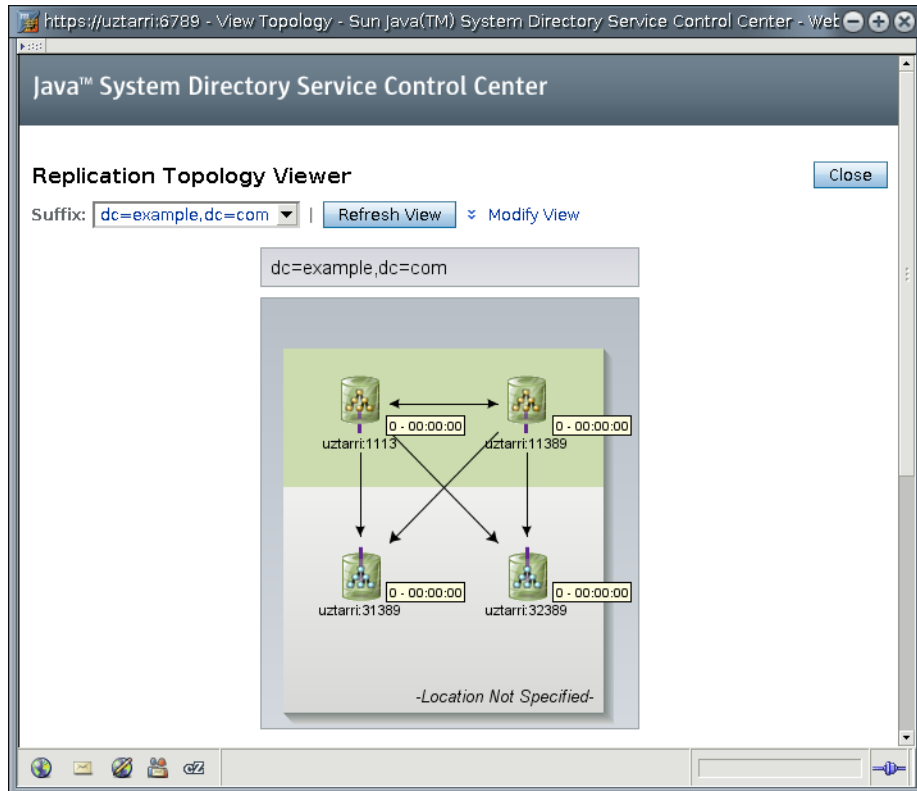 https://uztarri:6789 - View Topology - Sun Java(TM) System Directory Service Control Center - Web
Java™ System Directory Service Control Center
Replication Topology Viewer
Close
Suffix: dc=example,dc=com | Refresh View Modify View
dc=example,dc=com
0 - 00:00:00 0 - 00:00:00
uztarri:1113 uztarri:11389
0 - 00:00:00 0 - 00:00:00
uztarri:31389 uztarri:32389
-Location Not Specified-